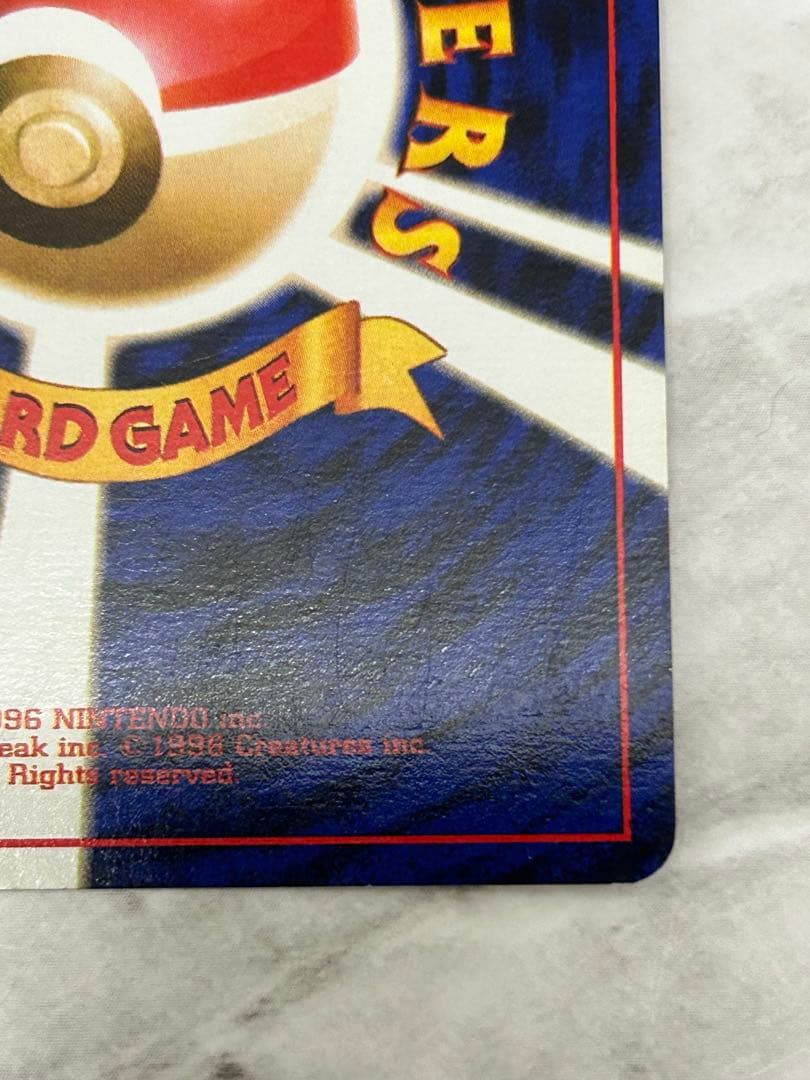 ERS
RD GAME
996 NINTENDO inc
eak inc. © 1996 Creatures inc.
Rights reserved.